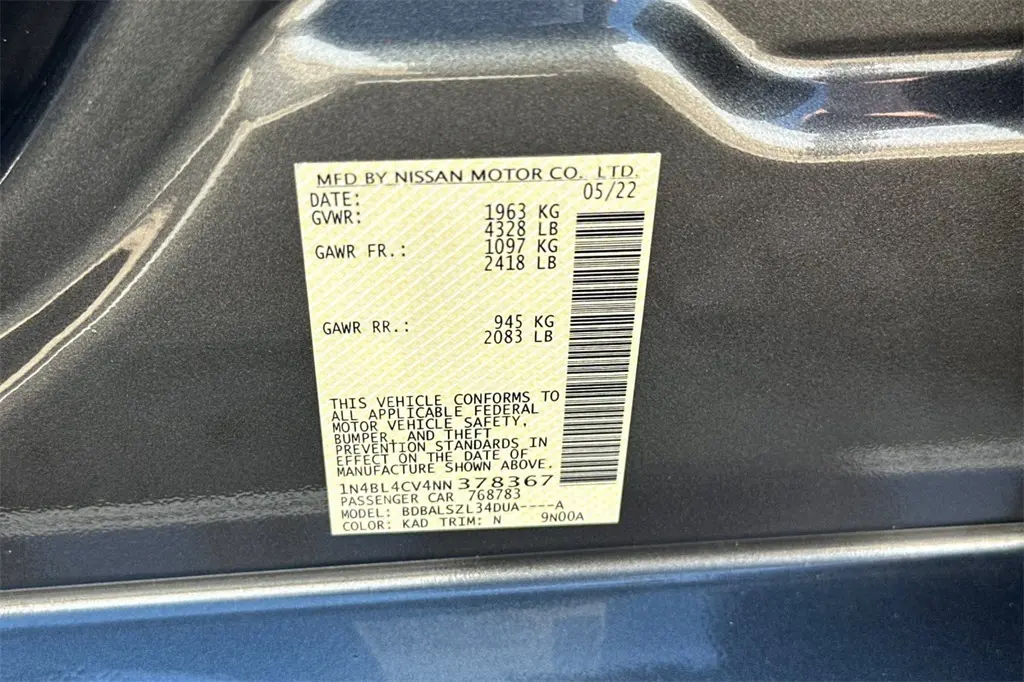 MFD BY NISSAN MOTOR CO. LTD.
DATE: 05/22
GVWR: 1963 KG
4328 LB
GAWR FR.: 1097 KG
2418 LB
GAWR RR.: 945 KG
2083 LB
THIS VEHICLE CONFORMS TO
ALL APPLICABLE FEDERAL
MOTOR VEHICLE SAFETY,
BUMPER, AND THEFT
PREVENTION STANDARDS IN
EFFECT ON THE DATE OF
MANUFACTURE SHOWN ABOVE.
1N4BL4CV4NN378367
PASSENGER CAR 768783
MODEL: BDBALSZL34DUA----A
COLOR: KAD TRIM: N 9N00A